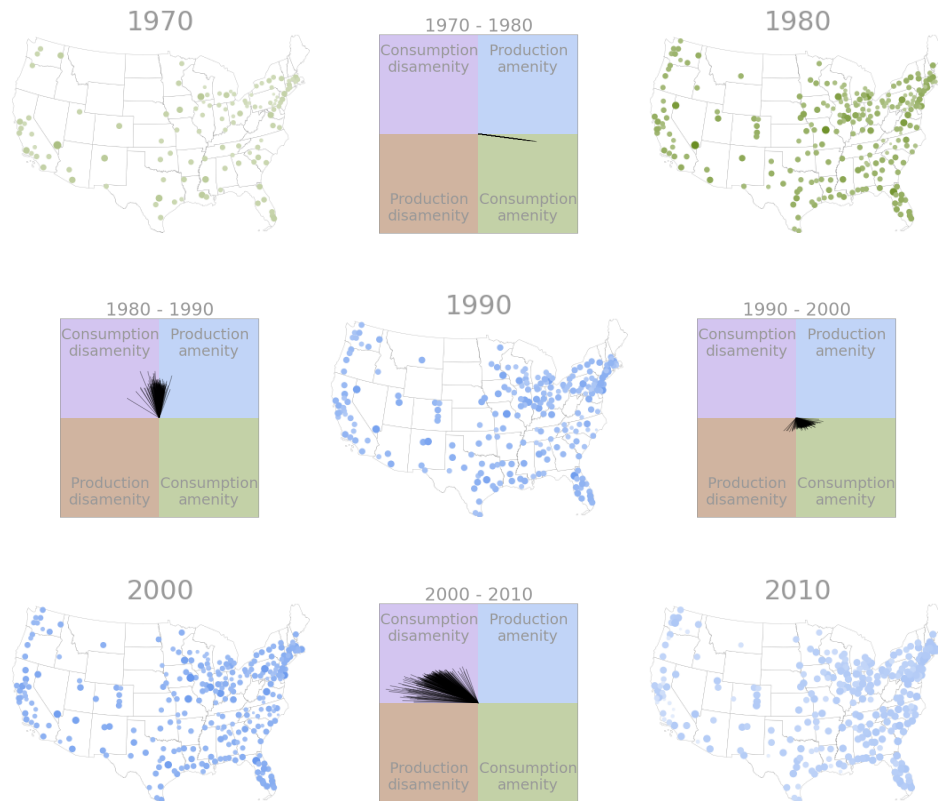 1970
1970 - 1980
Consumption Production
disamenity amenity
Production Consumption
disamenity amenity
1980
1980 - 1990
Consumption Production
disamenity amenity
Production Consumption
disamenity amenity
1990
1990 - 2000
Consumption Production
disamenity amenity
Production Consumption
disamenity amenity
2000
2000 - 2010
Consumption Production
disamenity amenity
Production Consumption
disamenity amenity
2010